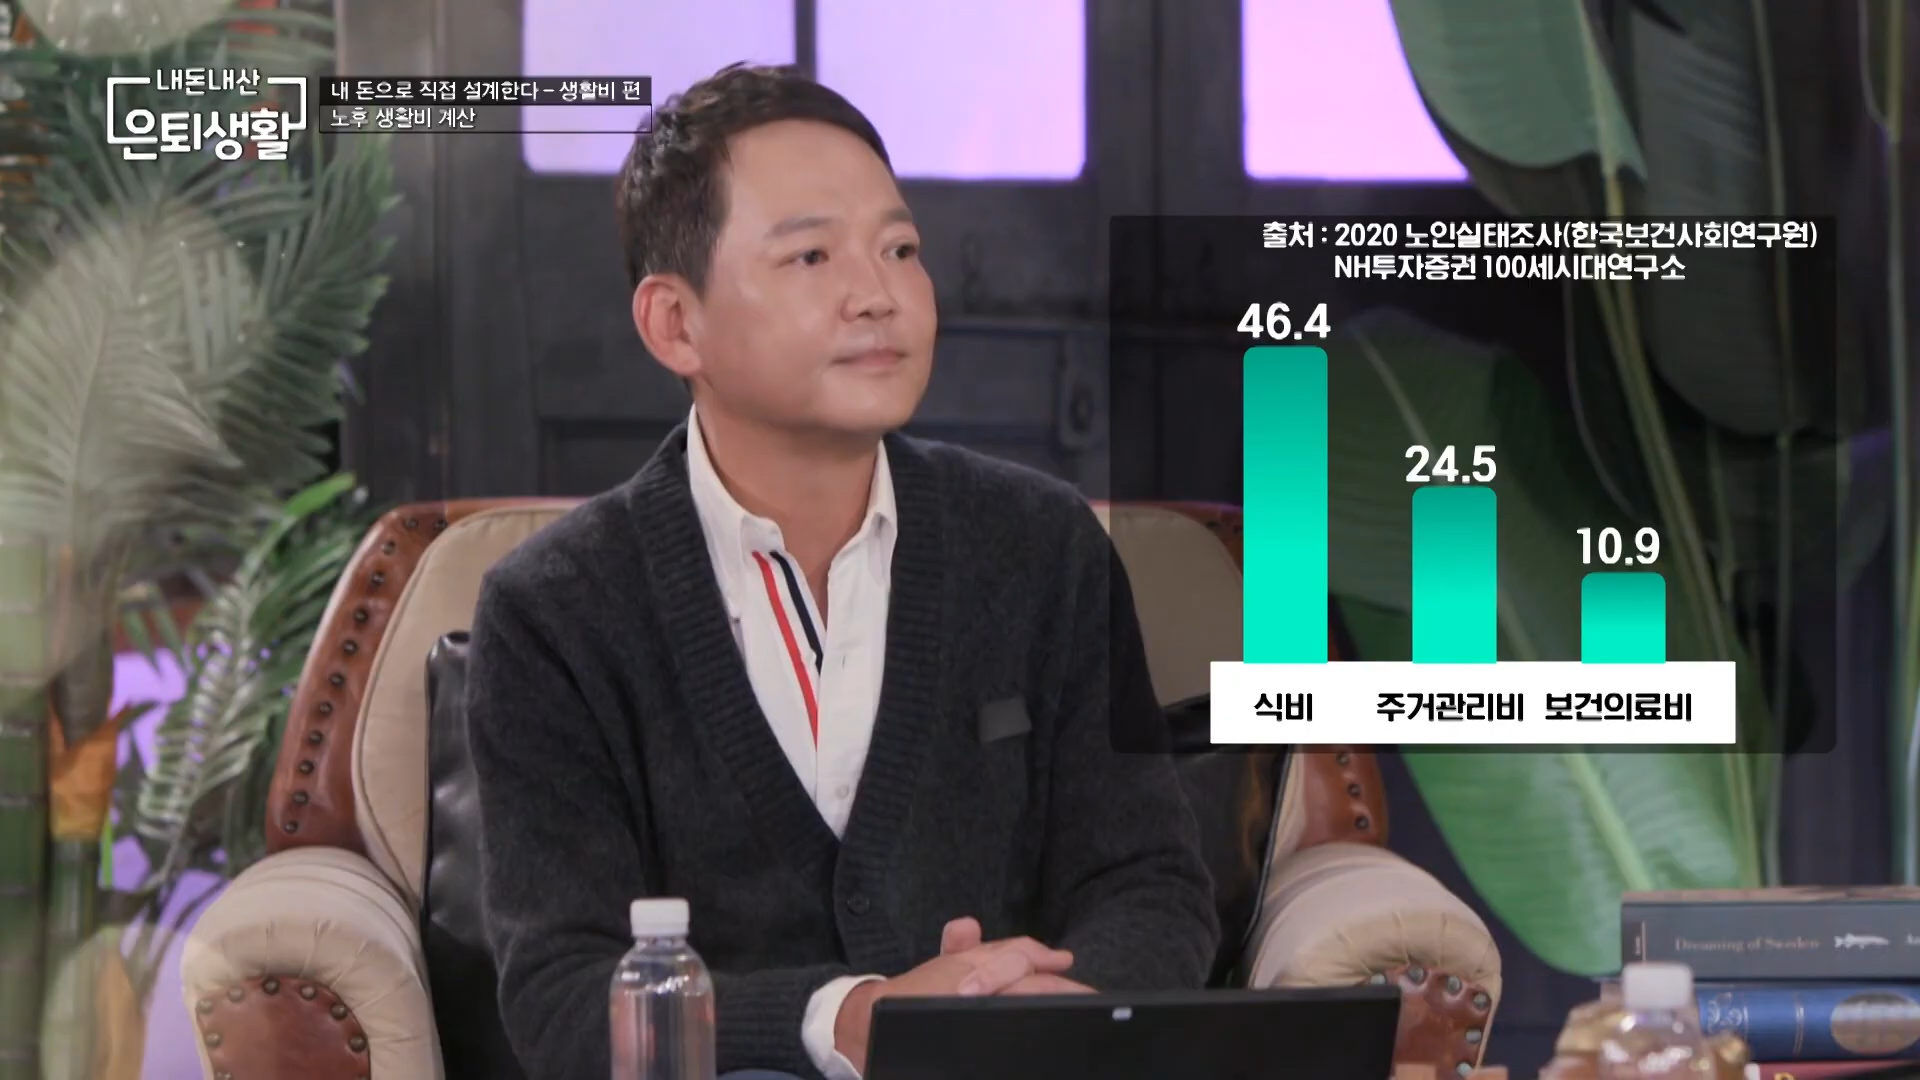 내돈내산
은퇴생활
내 돈으로 직접 설계한다 – 생활비 편
노후 생활비 계산
출처 : 2020 노인실태조사(한국보건사회연구원)
NH투자증권 100세시대연구소
46.4
24.5
10.9
식비 주거관리비 보건의료비
Dreaming of Sweden